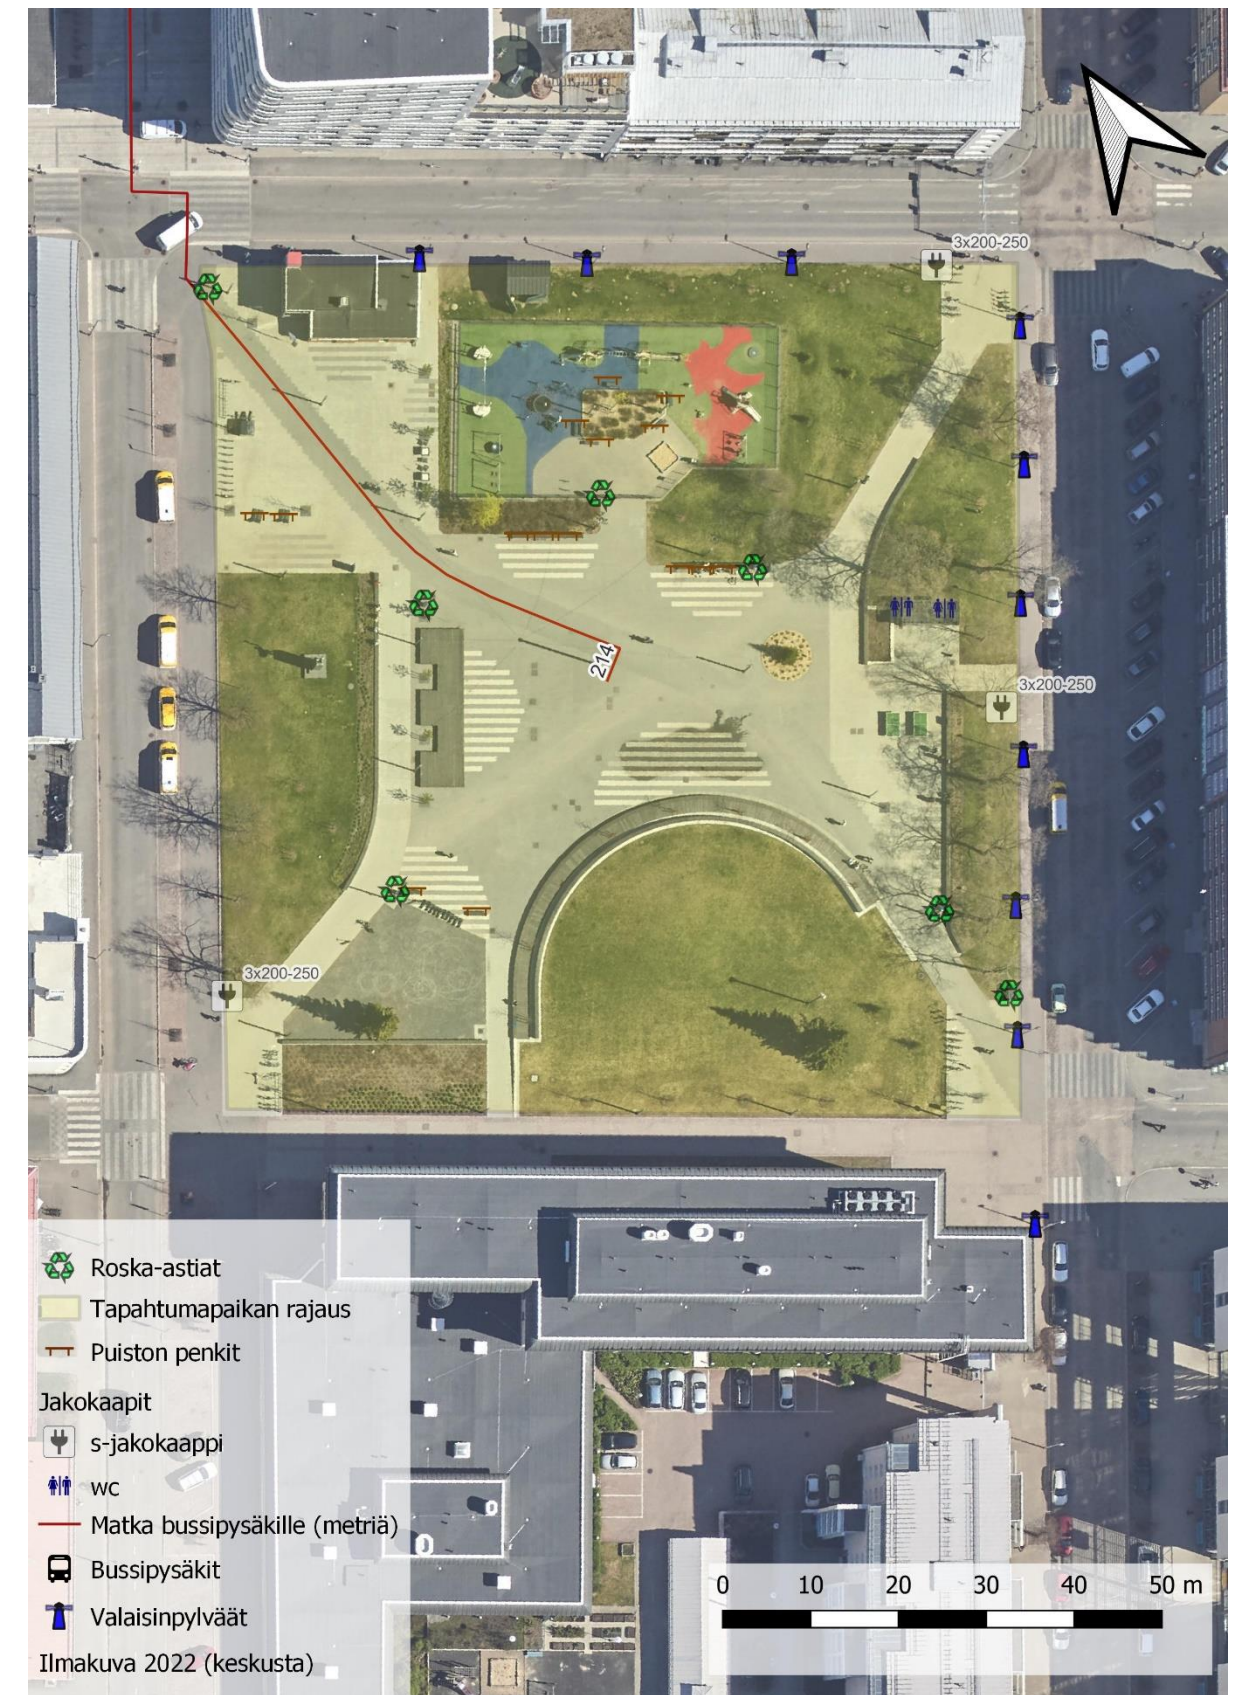 3x200-250
214
3x200-250
3x200-250
Roska-astiat
Tapahtumapaikan rajaus
Puiston penkit
Jakokaapit
s-jakokaappi
wc
Matka bussipysäkille (metriä)
Bussipysäkit
Valaisinpylväät
Ilmakuva 2022 (keskusta)
0 10 20 30 40 50 m